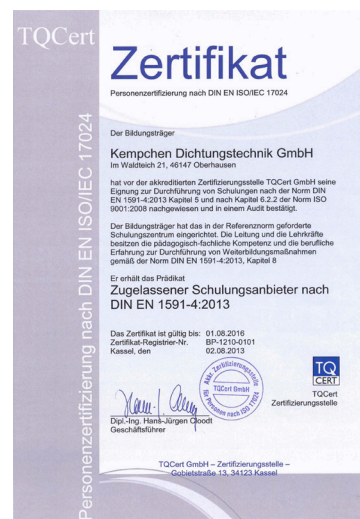 TQCert
Zertifikat
Personenzertifizierung nach DIN EN ISO/IEC 17024
Personenzertifizierung nach DIN EN ISO/IEC 17024
Der Bildungsträger
Kempchen Dichtungstechnik GmbH
Im Waldteich 21, 46147 Oberhausen
hat vor der akkreditierten Zertifizierungsstelle TQCert GmbH seine
Eignung zur Durchführung von Schulungen nach der Norm DIN
EN 1591-4:2013 Kapitel 5 und nach Kapitel 6.2.2 der Norm ISO
9001:2008 nachgewiesen und in einem Audit bestätigt.
Der Bildungsträger hat das in der Referenznorm geforderte
Schulungszentrum eingerichtet. Die Leitung und die Lehrkräfte
besitzen die pädagogisch-fachliche Kompetenz und die berufliche
Erfahrung zur Durchführung von Weiterbildungsmaßnahmen
gemäß der Norm DIN EN 1591-4:2013, Kapitel 8
Er erhält das Prädikat
Zugelassener Schulungsanbieter nach
DIN EN 1591-4:2013
Das Zertifikat ist gültig bis: 01.08.2016
Zertifikat-Registrier-Nr. BP-1210-0101
Kassel, den 02.08.2013
Akkr. Zertifizierungsstelle
TQCert GmbH
für Personen nach ISO 17024
TQ
CERT
TQCert
Zertifizierungsstelle
Dipl.-Ing. Hans-Jürgen Cloodt
Geschäftsführer
TQCert GmbH – Zertifizierungsstelle –
Gobietstraße 13, 34123 Kassel